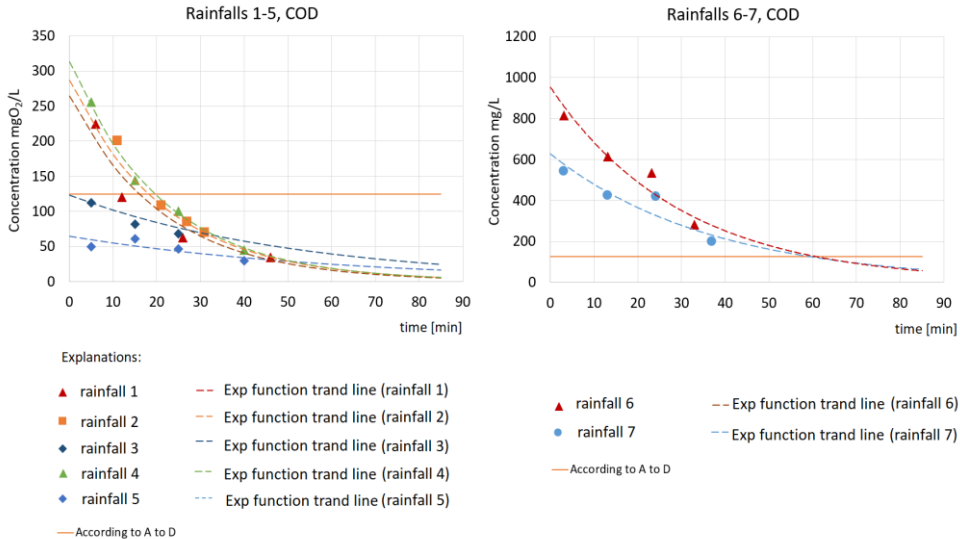 Rainfalls 1-5, COD
Concentration mgO₂/L
350
300
250
200
150
100
50
0
0 10 20 30 40 50 60 70 80 90
time [min]
Explanations:
rainfall 1
rainfall 2
rainfall 3
rainfall 4
rainfall 5
Exp function trand line (rainfall 1)
Exp function trand line (rainfall 2)
Exp function trand line (rainfall 3)
Exp function trand line (rainfall 4)
Exp function trand line (rainfall 5)
According to A to D
Rainfalls 6-7, COD
Concentration mg/L
1200
1000
800
600
400
200
0
0 10 20 30 40 50 60 70 80 90
time [min]
rainfall 6
rainfall 7
Exp function trand line (rainfall 6)
Exp function trand line (rainfall 7)
According to A to D